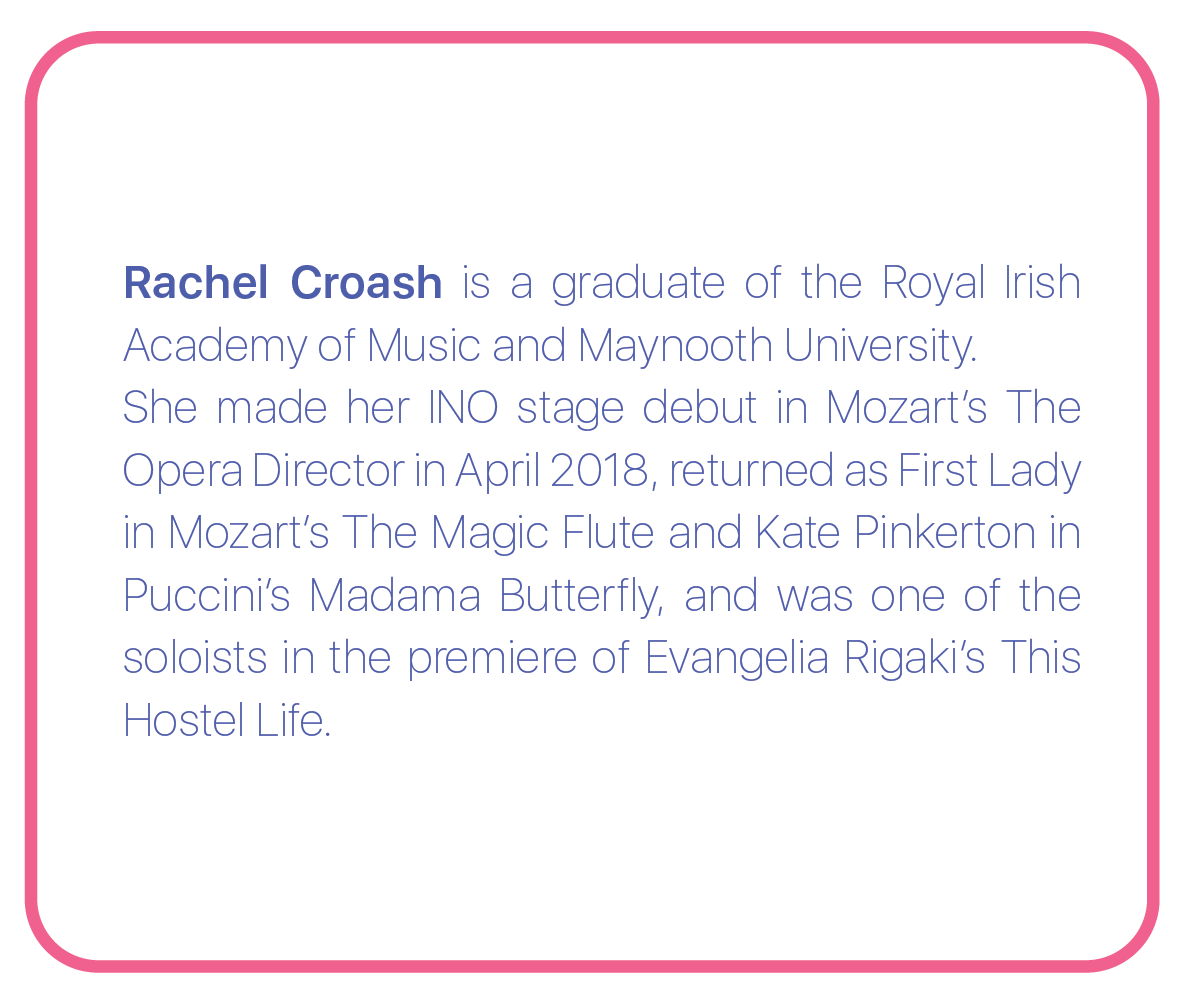 Rachel Croash is a graduate of the Royal Irish
Academy of Music and Maynooth University.
She made her INO stage debut in Mozart’s The
Opera Director in April 2018, returned as First Lady
in Mozart’s The Magic Flute and Kate Pinkerton in
Puccini’s Madama Butterfly, and was one of the
soloists in the premiere of Evangelia Rigaki’s This
Hostel Life.